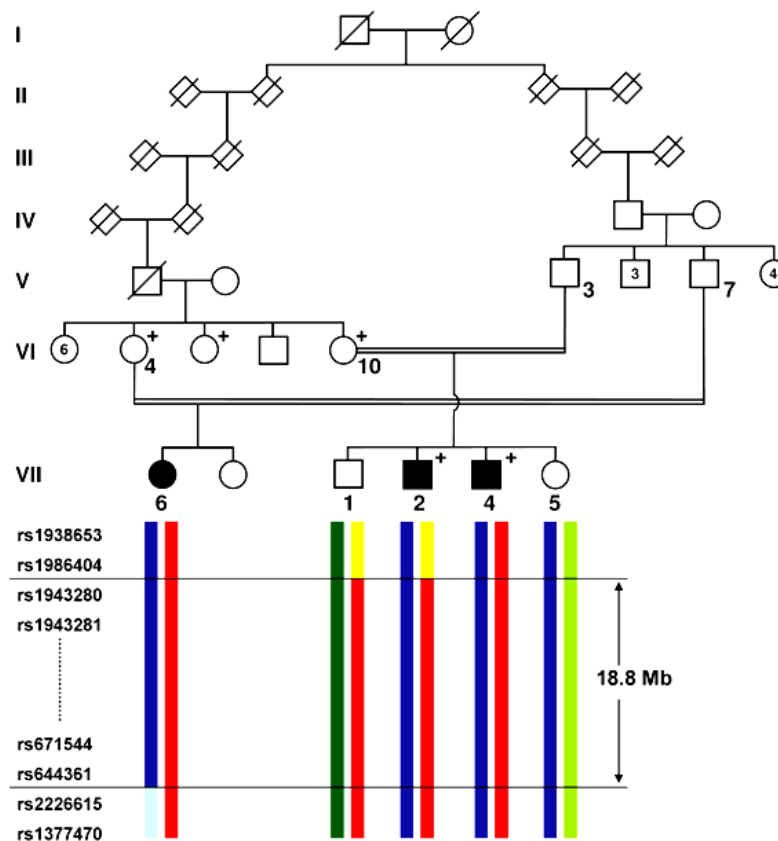 I
II
III
IV
V
3
3
7
4
VI
6
4
+
+
+
10
VII
6
1
2
+
4
+
5
rs1938653
rs1986404
rs1943280
rs1943281
18.8 Mb
rs671544
rs644361
rs2226615
rs1377470